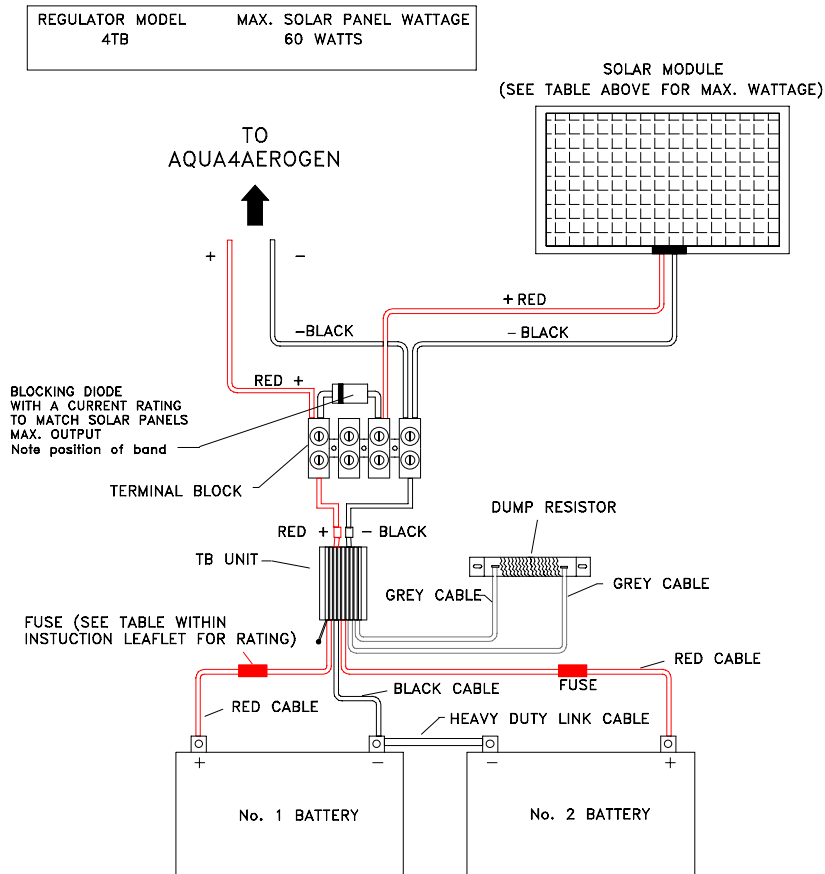 REGULATOR MODEL MAX. SOLAR PANEL WATTAGE
4TB 60 WATTS
SOLAR MODULE
(SEE TABLE ABOVE FOR MAX. WATTAGE)
TO
AQUA4AEROGEN
+ −
+ RED
−BLACK
− BLACK
RED +
BLOCKING DIODE
WITH A CURRENT RATING
TO MATCH SOLAR PANELS
MAX. OUTPUT
Note position of band
TERMINAL BLOCK
DUMP RESISTOR
RED + − BLACK
TB UNIT
GREY CABLE
GREY CABLE
FUSE (SEE TABLE WITHIN
INSTUCTION LEAFLET FOR RATING)
RED CABLE
FUSE
BLACK CABLE
RED CABLE
HEAVY DUTY LINK CABLE
+ − − +
No. 1 BATTERY
No. 2 BATTERY